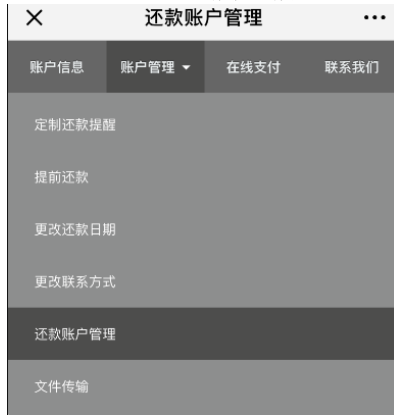 还款账户管理
账户信息 账户管理 在线支付 联系我们
定制还款提醒
提前还款
更改还款日期
更改联系方式
还款账户管理
文件传输